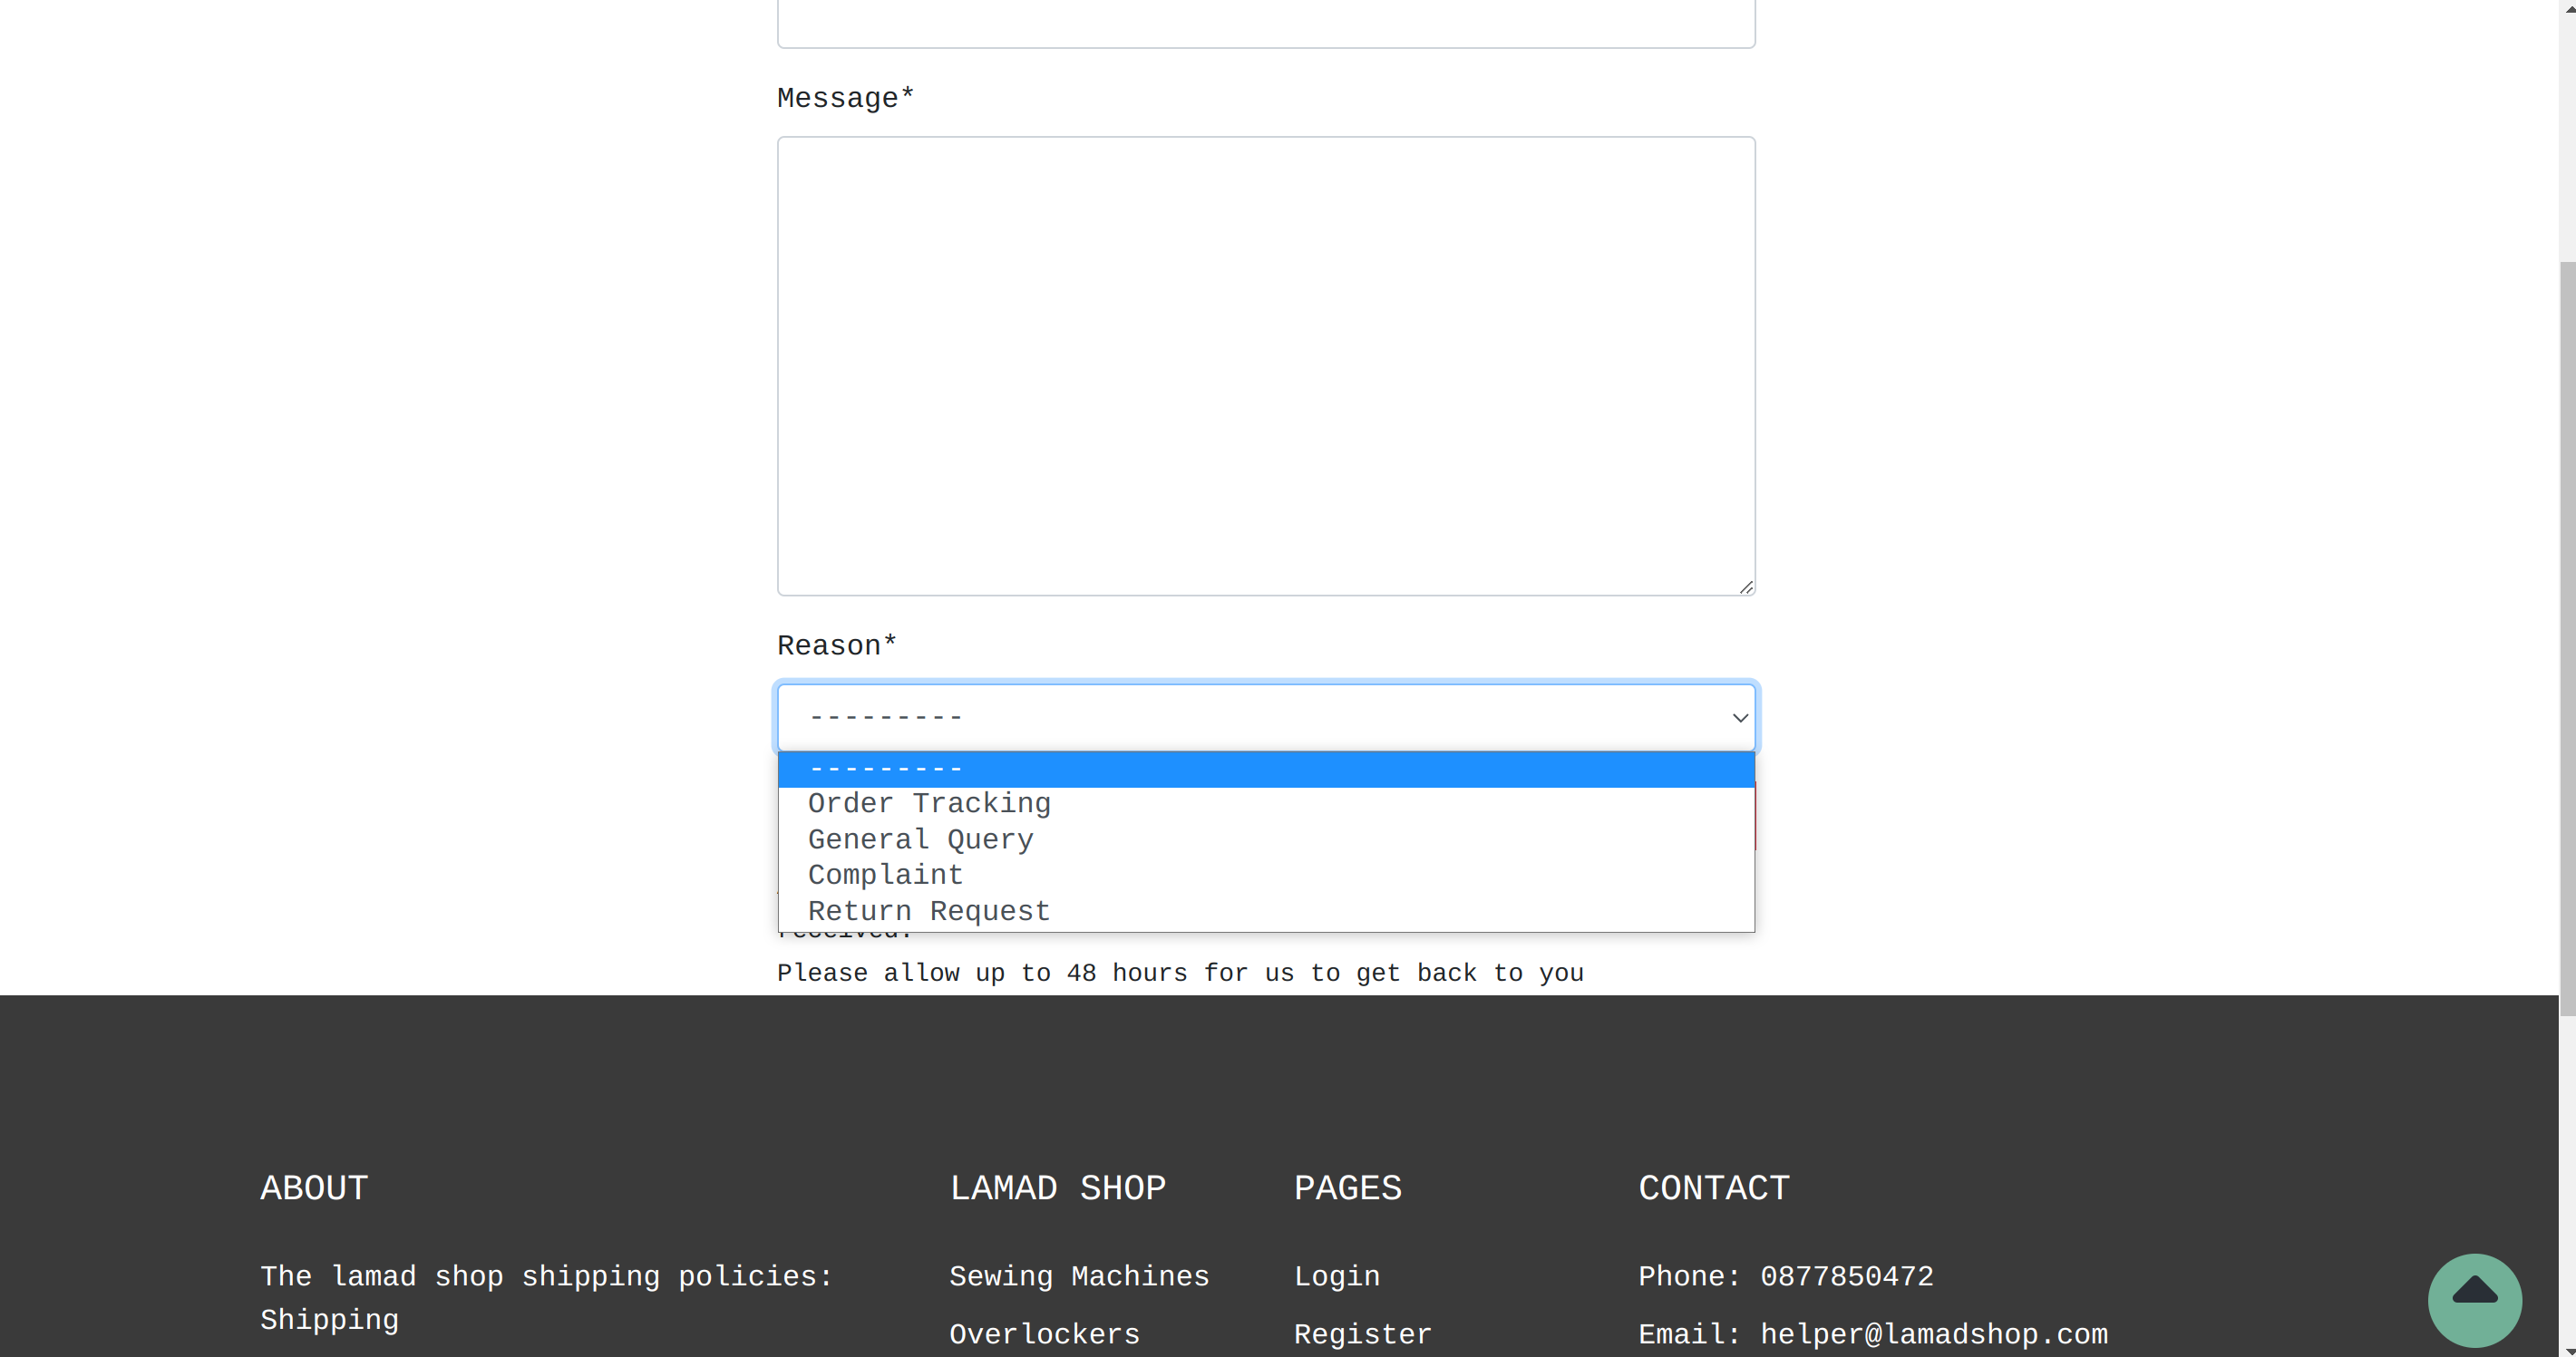 Message*
Reason*
---------
---------
Order Tracking
General Query
Complaint
Return Request
Please allow up to 48 hours for us to get back to you
ABOUT
The lamad shop shipping policies:
Shipping
LAMAD SHOP
Sewing Machines
Overlockers
PAGES
Login
Register
CONTACT
Phone: 0877850472
Email: helper@lamadshop.com